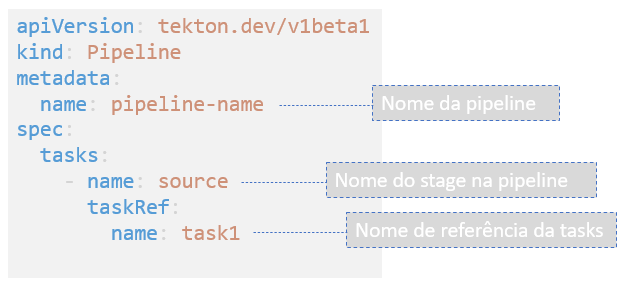 apiVersion: tekton.dev/v1beta1
kind: Pipeline
metadata:
name: pipeline-name Nome da pipeline
spec:
tasks:
- name: source Nome do stage na pipeline
taskRef:
name: task1 Nome de referência da tasks